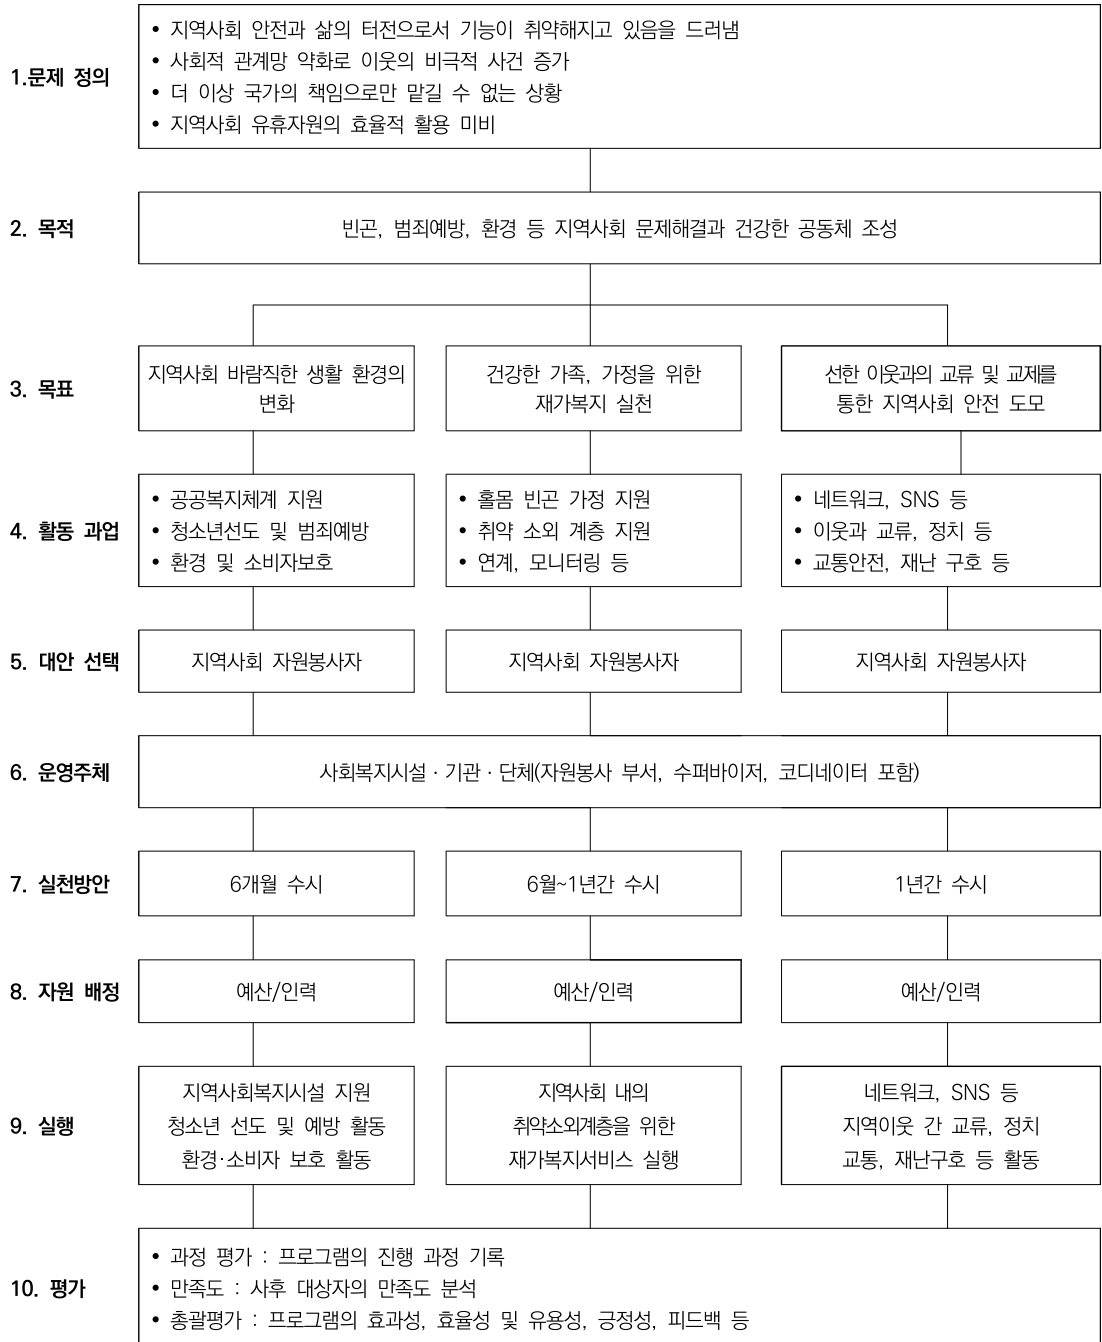 1.문제 정의
• 지역사회 안전과 삶의 터전으로서 기능이 취약해지고 있음을 드러냄
• 사회적 관계망 약화로 이웃의 비극적 사건 증가
• 더 이상 국가의 책임으로만 맡길 수 없는 상황
• 지역사회 유휴자원의 효율적 활용 미비
2. 목적
빈곤, 범죄예방, 환경 등 지역사회 문제해결과 건강한 공동체 조성
3. 목표
지역사회 바람직한 생활 환경의
변화
건강한 가족, 가정을 위한
재가복지 실천
선한 이웃과의 교류 및 교제를
통한 지역사회 안전 도모
4. 활동 과업
• 공공복지체계 지원
• 청소년선도 및 범죄예방
• 환경 및 소비자보호
• 홀몸 빈곤 가정 지원
• 취약 소외 계층 지원
• 연계, 모니터링 등
• 네트워크, SNS 등
• 이웃과 교류, 정치 등
• 교통안전, 재난 구호 등
5. 대안 선택
지역사회 자원봉사자
지역사회 자원봉사자
지역사회 자원봉사자
6. 운영주체
사회복지시설 · 기관 · 단체(자원봉사 부서, 수퍼바이저, 코디네이터 포함)
7. 실천방안
6개월 수시
6월~1년간 수시
1년간 수시
8. 자원 배정
예산/인력
예산/인력
예산/인력
9. 실행
지역사회복지시설 지원
청소년 선도 및 예방 활동
환경·소비자 보호 활동
지역사회 내의
취약소외계층을 위한
재가복지서비스 실행
네트워크, SNS 등
지역이웃 간 교류, 정치
교통, 재난구호 등 활동
10. 평가
• 과정 평가 : 프로그램의 진행 과정 기록
• 만족도 : 사후 대상자의 만족도 분석
• 총괄평가 : 프로그램의 효과성, 효율성 및 유용성, 긍정성, 피드백 등